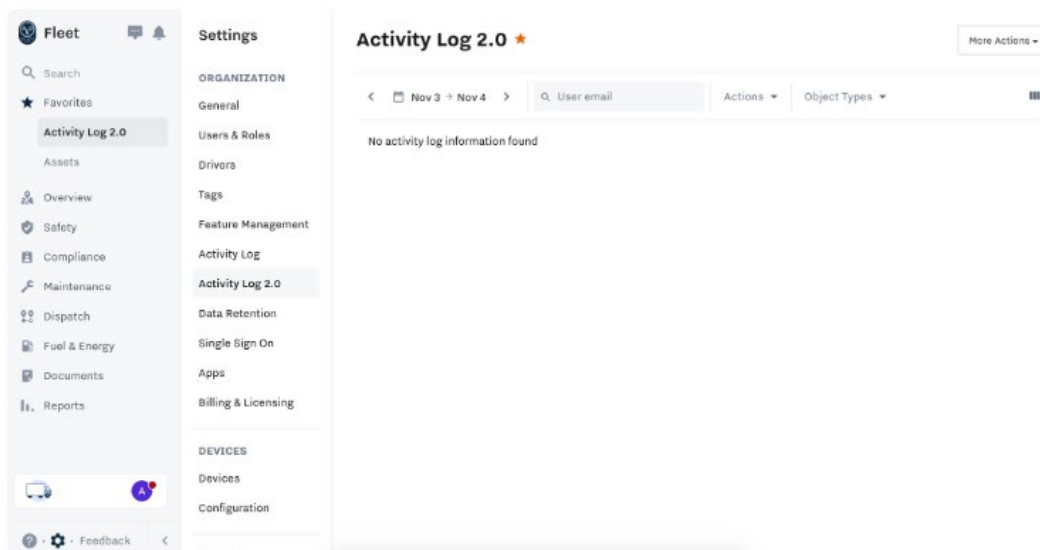 Fleet
Search
Favorites
Activity Log 2.0
Assets
Overview
Safety
Compliance
Maintenance
Dispatch
Fuel & Energy
Documents
Reports
A
Feedback
Settings
ORGANIZATION
General
Users & Roles
Drivers
Tags
Feature Management
Activity Log
Activity Log 2.0
Data Retention
Single Sign On
Apps
Billing & Licensing
DEVICES
Devices
Configuration
Activity Log 2.0
More Actions
Nov 3 → Nov 4
User email
Actions
Object Types
No activity log information found